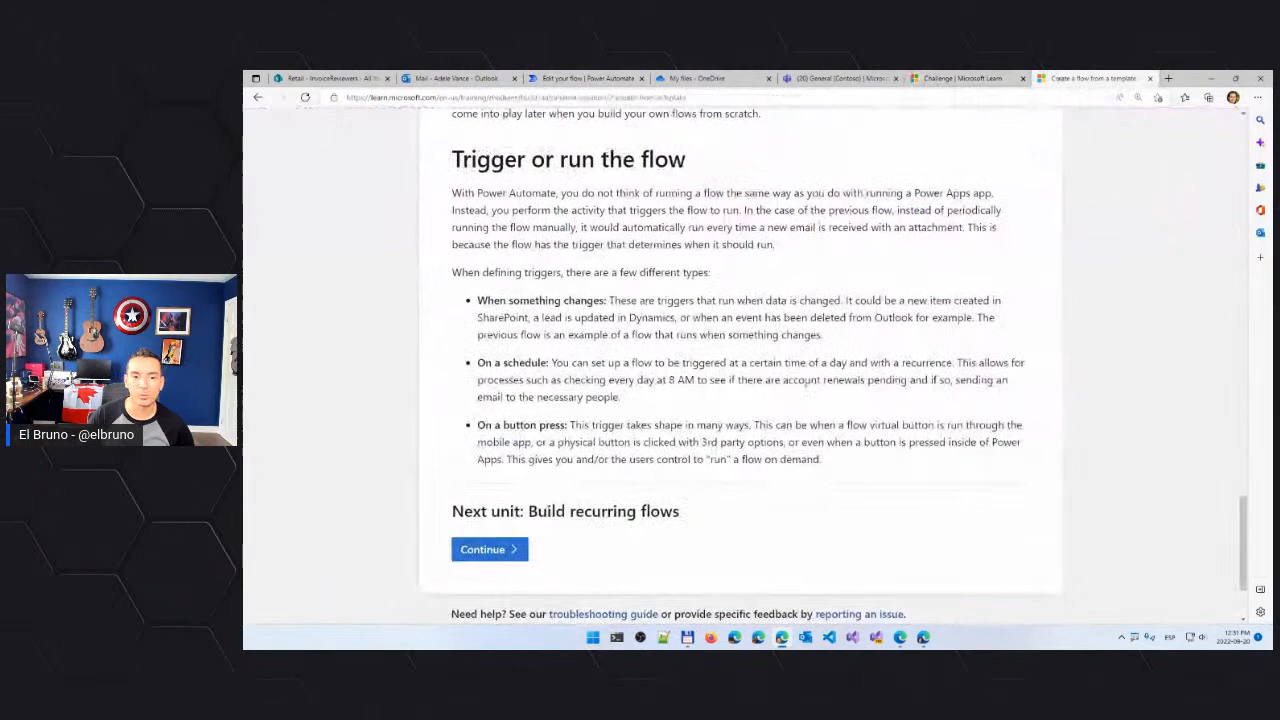 Retail - InvoiceReviewers - All It
Mail - Adele Vance - Outlook
Edit your flow | Power Automate
My files - OneDrive
(20) General (Contoso) | Micros
Challenge | Microsoft Learn
Create a flow from a template
come into play later when you build your own flows from scratch.
Trigger or run the flow
With Power Automate, you do not think of running a flow the same way as you do with running a Power Apps app.
Instead, you perform the activity that triggers the flow to run. In the case of the previous flow, instead of periodically
running the flow manually, it would automatically run every time a new email is received with an attachment. This is
because the flow has the trigger that determines when it should run.
When defining triggers, there are a few different types:
• When something changes: These are triggers that run when data is changed. It could be a new item created in
SharePoint, a lead is updated in Dynamics, or when an event has been deleted from Outlook for example. The
previous flow is an example of a flow that runs when something changes.
• On a schedule: You can set up a flow to be triggered at a certain time of a day and with a recurrence. This allows for
processes such as checking every day at 8 AM to see if there are account renewals pending and if so, sending an
email to the necessary people.
• On a button press: This trigger takes shape in many ways. This can be when a flow virtual button is run through the
mobile app, or a physical button is clicked with 3rd party options, or even when a button is pressed inside of Power
Apps. This gives you and/or the users control to "run" a flow on demand.
Next unit: Build recurring flows
Continue
Need help? See our troubleshooting guide or provide specific feedback by reporting an issue.
El Bruno - @elbruno
ESP
12:31 PM
2022-09-20